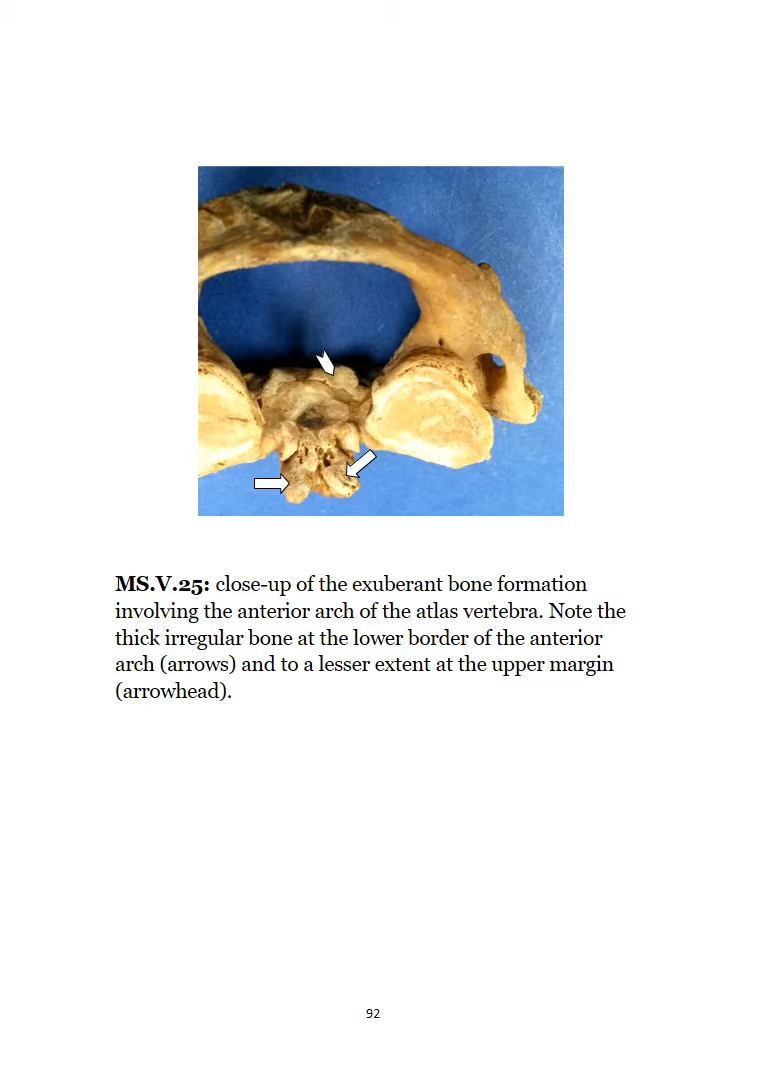 MS.V.25: close-up of the exuberant bone formation
involving the anterior arch of the atlas vertebra. Note the
thick irregular bone at the lower border of the anterior
arch (arrows) and to a lesser extent at the upper margin
(arrowhead).
92